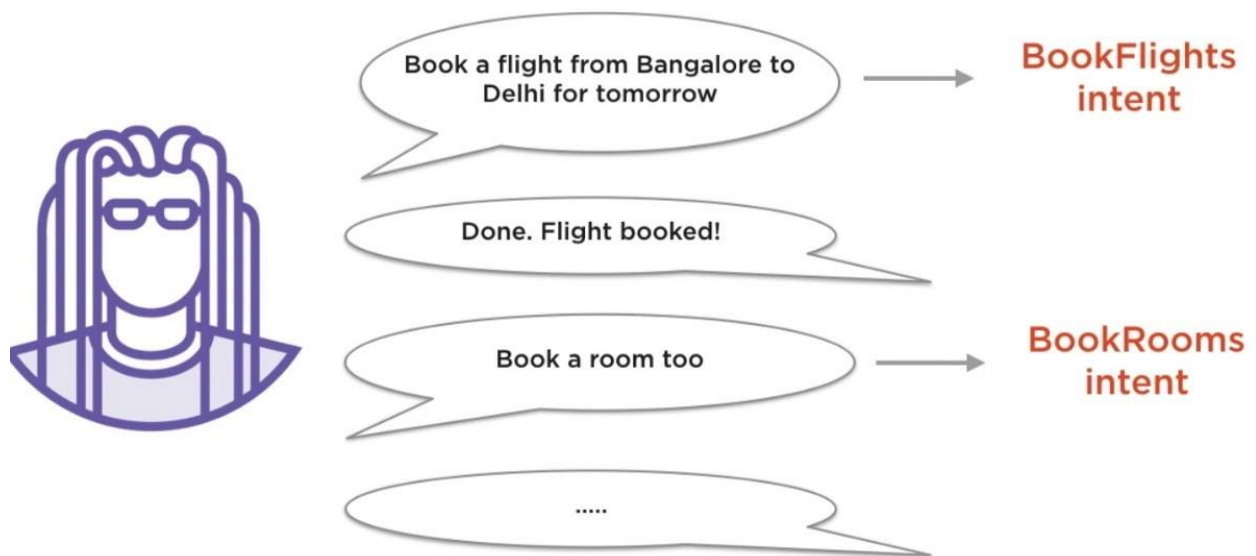 Book a flight from Bangalore to
Delhi for tomorrow
BookFlights
intent
Done. Flight booked!
Book a room too
BookRooms
intent
.....